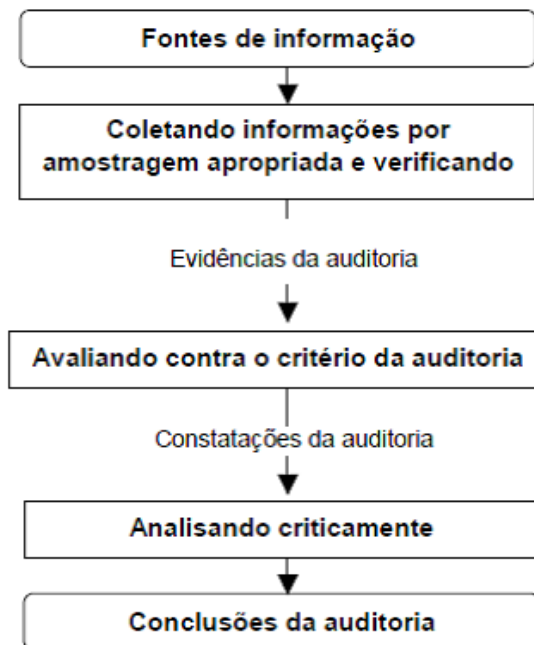 Fontes de informação
Coletando informações por
amostragem apropriada e verificando
Evidências da auditoria
Avaliando contra o critério da auditoria
Constatações da auditoria
Analisando criticamente
Conclusões da auditoria